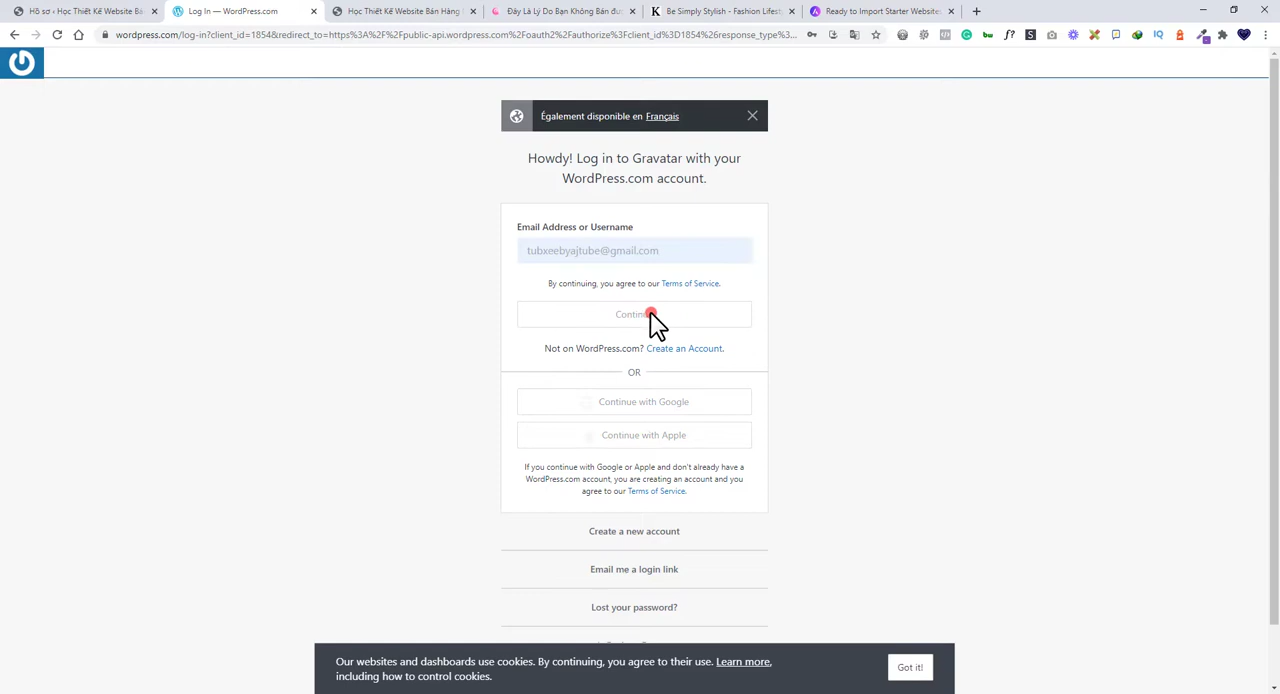 Hồ sơ ‹ Học Thiết Kế Website Bá
Log In — WordPress.com
Học Thiết Kế Website Bán Hàng
Đây Là Lý Do Bạn Không Bán đượ
Be Simply Stylish - Fashion Lifest
Ready to Import Starter Websites
wordpress.com/log-in?client_id=1854&redirect_to=https%3A%2F%2Fpublic-api.wordpress.com%2Foauth2%2Fauthorize%3Fclient_id%3D1854%26response_type%...
Également disponible en Français
Howdy! Log in to Gravatar with your
WordPress.com account.
Email Address or Username
tubxeebyajtube@gmail.com
By continuing, you agree to our Terms of Service.
Not on WordPress.com? Create an Account.
OR
Continue with Google
Continue with Apple
If you continue with Google or Apple and don't already have a
WordPress.com account, you are creating an account and you
agree to our Terms of Service.
Create a new account
Email me a login link
Lost your password?
Our websites and dashboards use cookies. By continuing, you agree to their use. Learn more,
including how to control cookies.
Got it!